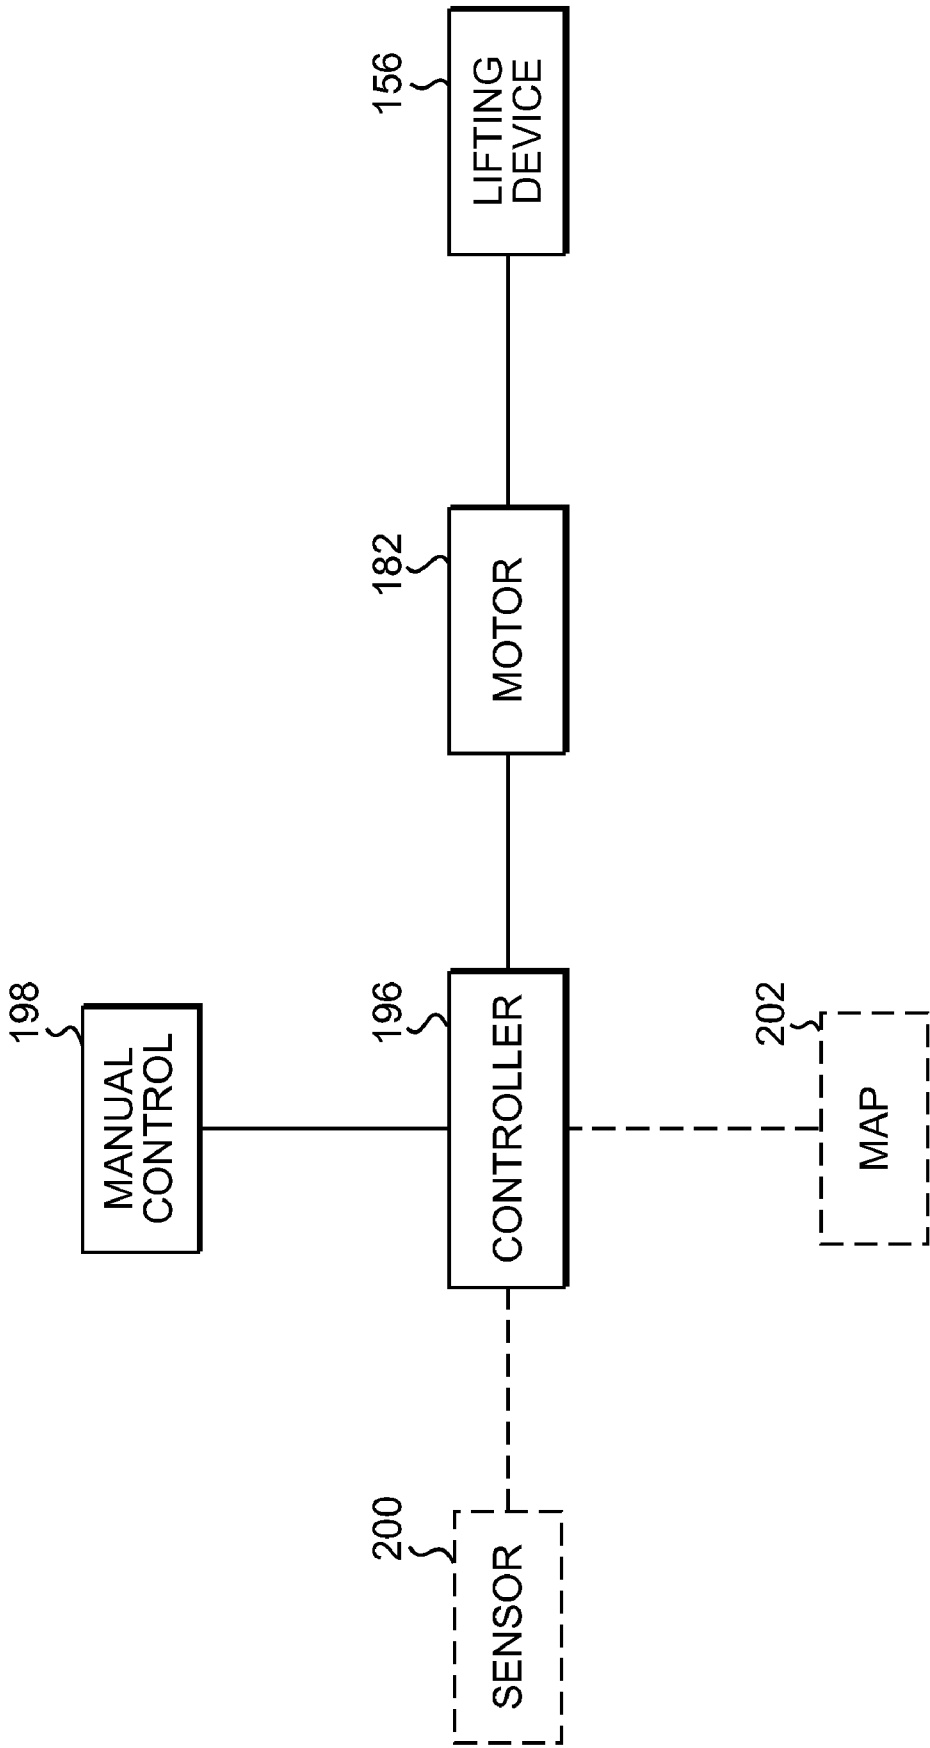 198
MANUAL
CONTROL
200
SENSOR
196
CONTROLLER
182
MOTOR
156
LIFTING
DEVICE
202
MAP